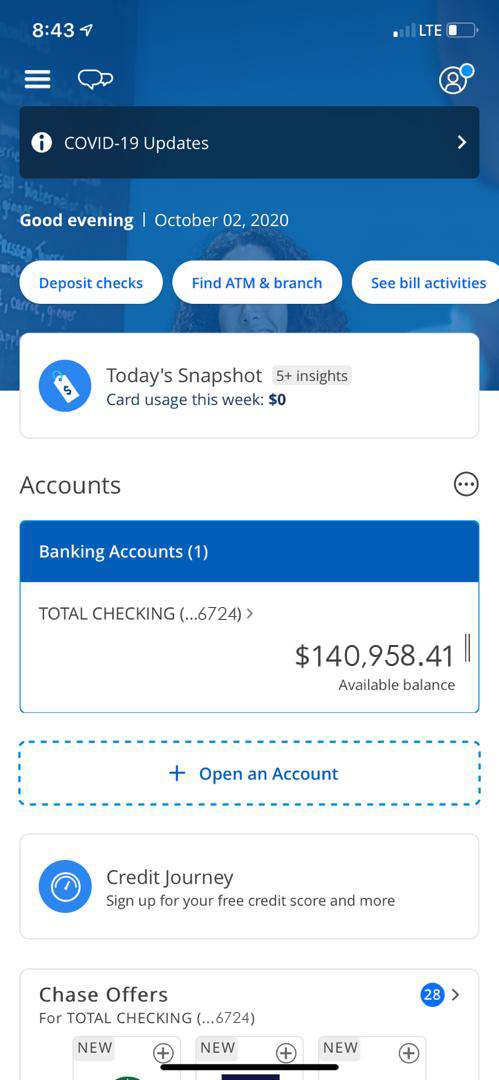 8:43 LTE
COVID-19 Updates
Good evening | October 02, 2020
Deposit checks Find ATM & branch See bill activities
Today's Snapshot 5+ insights
Card usage this week: $0
Accounts
Banking Accounts (1)
TOTAL CHECKING (...6724)
$140,958.41
Available balance
+ Open an Account
Credit Journey
Sign up for your free credit score and more
Chase Offers 28
For TOTAL CHECKING (...6724)
NEW NEW NEW